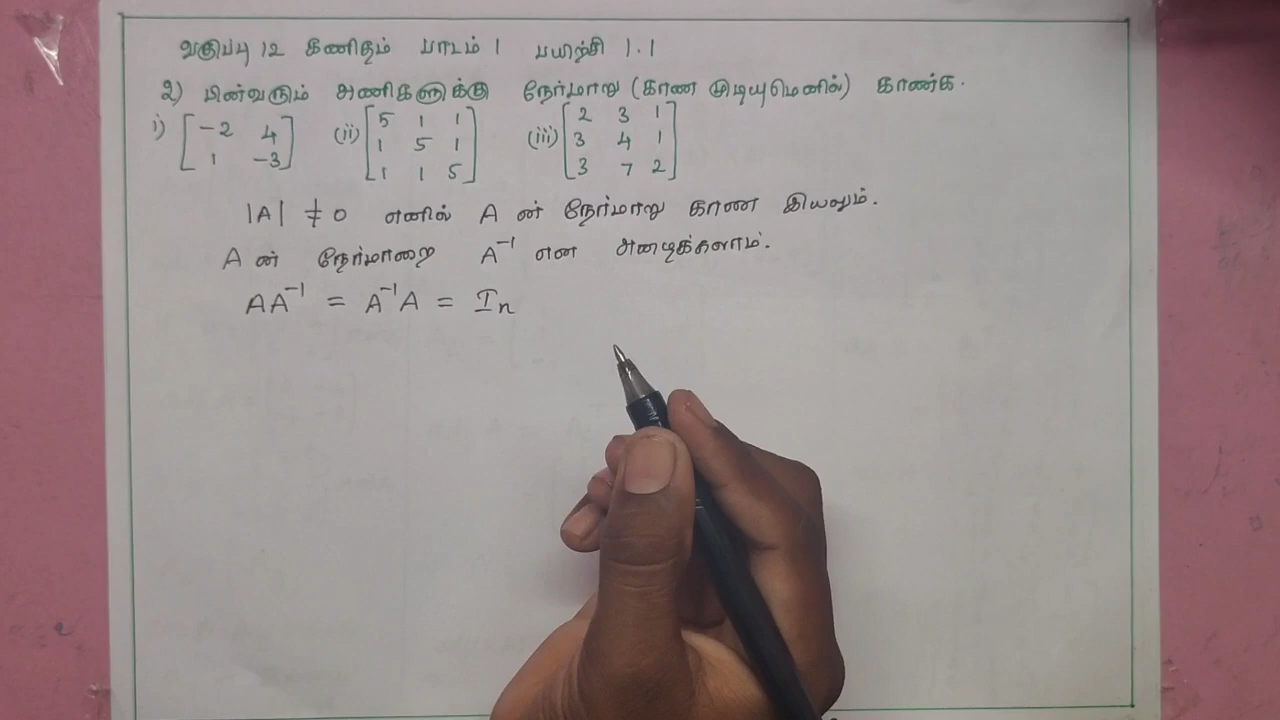 வகுப்பு 12 கணிதம் பாடம் 1 பயிற்சி 1.1
2) பின்வரும் அணிகளுக்கு நேர்மாறு (காண முடியுமெனில்) காண்க.
i) [-2 4 (ii) [5 1 1 (iii) [2 3 1
1 -3] 1 5 1 3 4 1
1 1 5] 3 7 2]
|A| ≠ 0 எனில் A ன் நேர்மாறு காண இயலும்.
A ன் நேர்மாறை A⁻¹ என அழைக்கலாம்.
AA⁻¹ = A⁻¹A = In